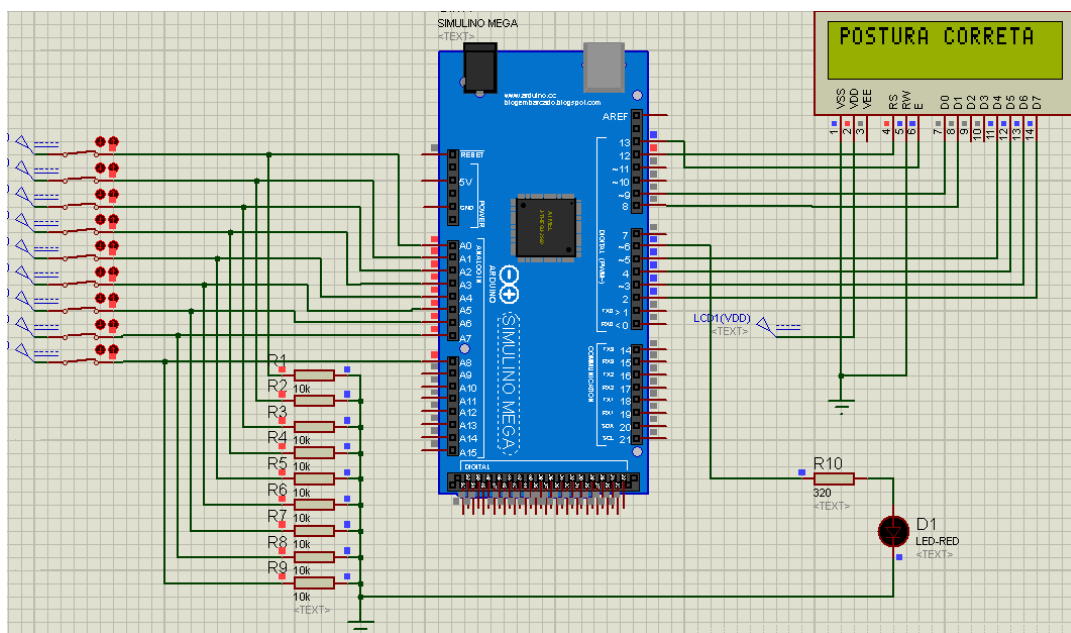 SIMULINO MEGA
<TEXT>
POSTURA CORRETA
VSS
VDD
VEE
RS
RW
E
D0
D1
D2
D3
D4
D5
D6
D7
1
2
3
4
5
6
7
8
9
10
11
12
13
14
www.arduino.cc
blogembarcado.blogspot.com
AREF
RESET
5V
GND
POWER
13
12
~11
~10
~9
8
7
~6
~5
4
~3
2
TX0 > 1
RX0 < 0
DIGITAL (PWM~)
A0
A1
A2
A3
A4
A5
A6
A7
ANALOG IN
ARDUINO
SIMULINO MEGA
A8
A9
A10
A11
A12
A13
A14
A15
TX3 14
RX3 15
TX2 16
RX2 17
TX1 18
RX1 19
SDA 20
SCL 21
COMMUNICATION
DIGITAL
LCD1(VDD)
<TEXT>
R1
10k
R2
10k
R3
10k
R4
10k
R5
10k
R6
10k
R7
10k
R8
10k
R9
10k
<TEXT>
R10
320
<TEXT>
D1
LED-RED
<TEXT>